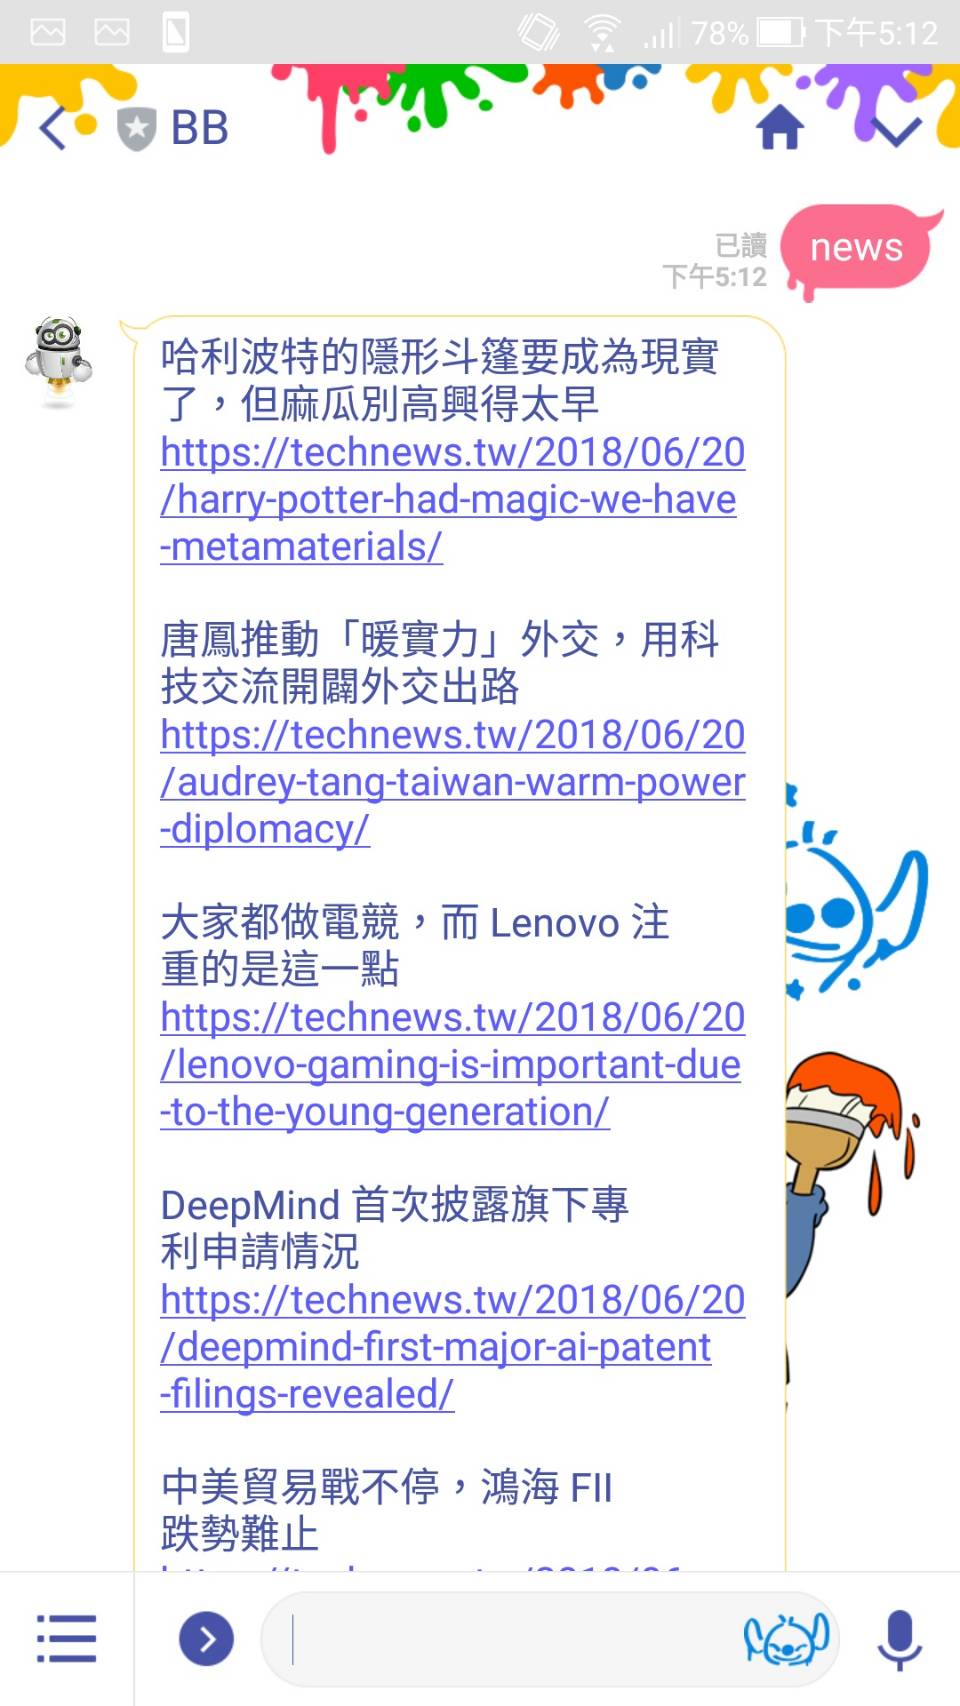 78% 下午5:12
BB
news
已讀
下午5:12
哈利波特的隱形斗篷要成為現實
了，但麻瓜別高興得太早
https://technews.tw/2018/06/20
/harry-potter-had-magic-we-have
-metamaterials/
唐鳳推動「暖實力」外交，用科
技交流開闢外交出路
https://technews.tw/2018/06/20
/audrey-tang-taiwan-warm-power
-diplomacy/
大家都做電競，而 Lenovo 注
重的是這一點
https://technews.tw/2018/06/20
/lenovo-gaming-is-important-due
-to-the-young-generation/
DeepMind 首次披露旗下專
利申請情況
https://technews.tw/2018/06/20
/deepmind-first-major-ai-patent
-filings-revealed/
中美貿易戰不停，鴻海 FII
跌勢難止